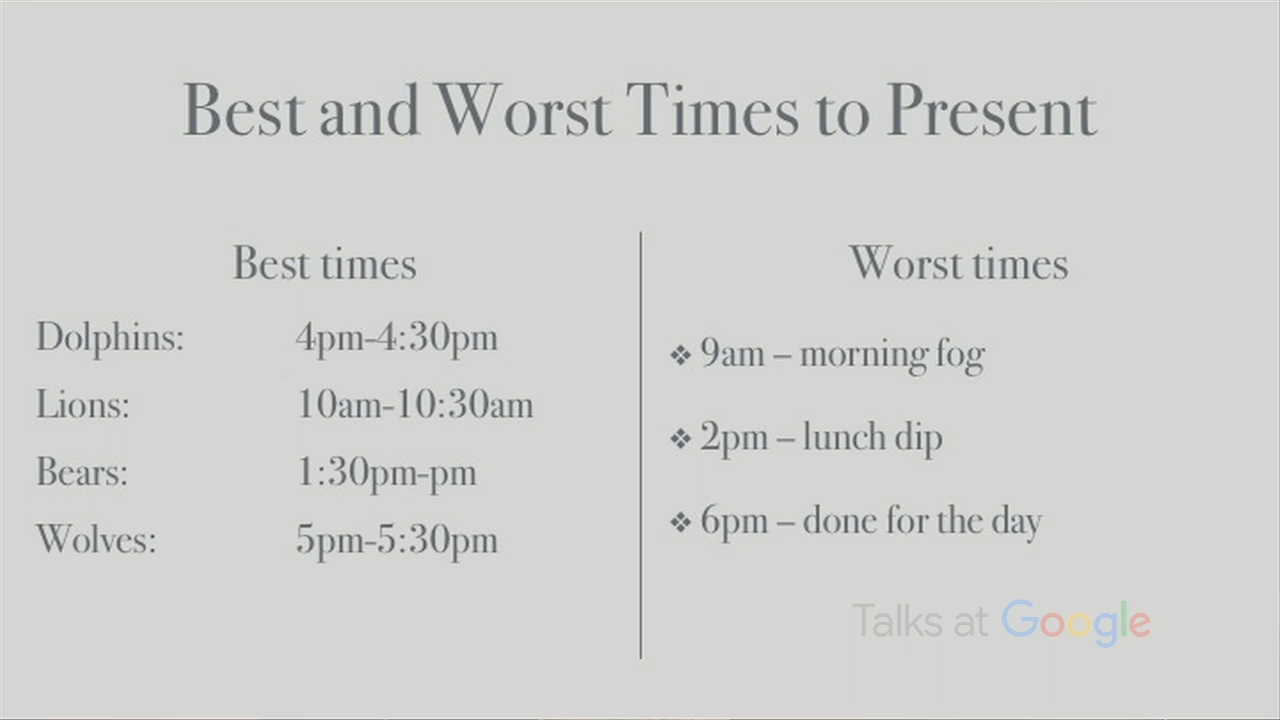 Best and Worst Times to Present
Best times
Dolphins: 4pm-4:30pm
Lions: 10am-10:30am
Bears: 1:30pm-pm
Wolves: 5pm-5:30pm
Worst times
❖ 9am – morning fog
❖ 2pm – lunch dip
❖ 6pm – done for the day
Talks at Google